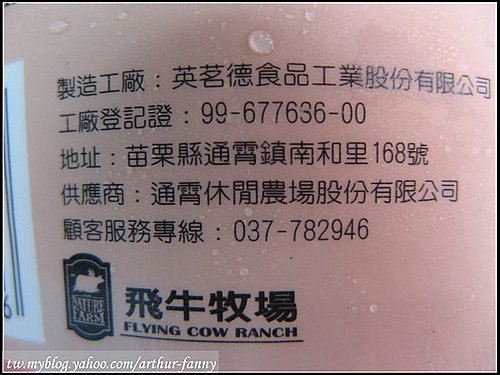 製造工廠：英茗德食品工業股份有限公司
工廠登記證：99-677636-00
地址：苗栗縣通霄鎮南和里168號
供應商：通霄休閒農場股份有限公司
顧客服務專線：037-782946
NATURE FARM
飛牛牧場
FLYING COW RANCH
6
tw.myblog.yahoo.com/arthur-fanny